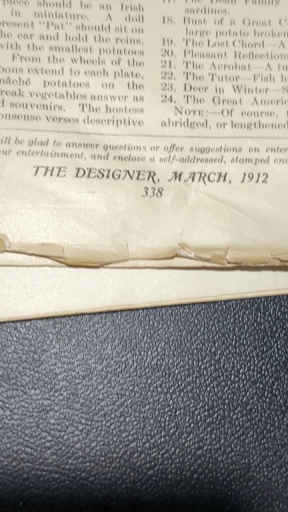 piece should be an Irish
in miniature. A doll
resent "Pat" should sit on
he car and hold the reins.
with the smallest potatoes
From the wheels of the
bons extend to each plate,
potatoes on the
reak vegetables answer as
d souvenirs. The hostess
onsense verses descriptive
sardines.
18. Bust of a Great C
large potato broken
19. The Lost Chord—A
20. Pleasant Reflection
21. The Acrobat—A tu
22. The Tutor—Fish h
23. Deer in Winter—S
24. The Great Americ
NOTE:—Of course, t
abridged, or lengthened
ill be glad to answer questions or offer suggestions on enter
ur entertainment, and enclose a self-addressed, stamped env
THE DESIGNER, MARCH, 1912
338